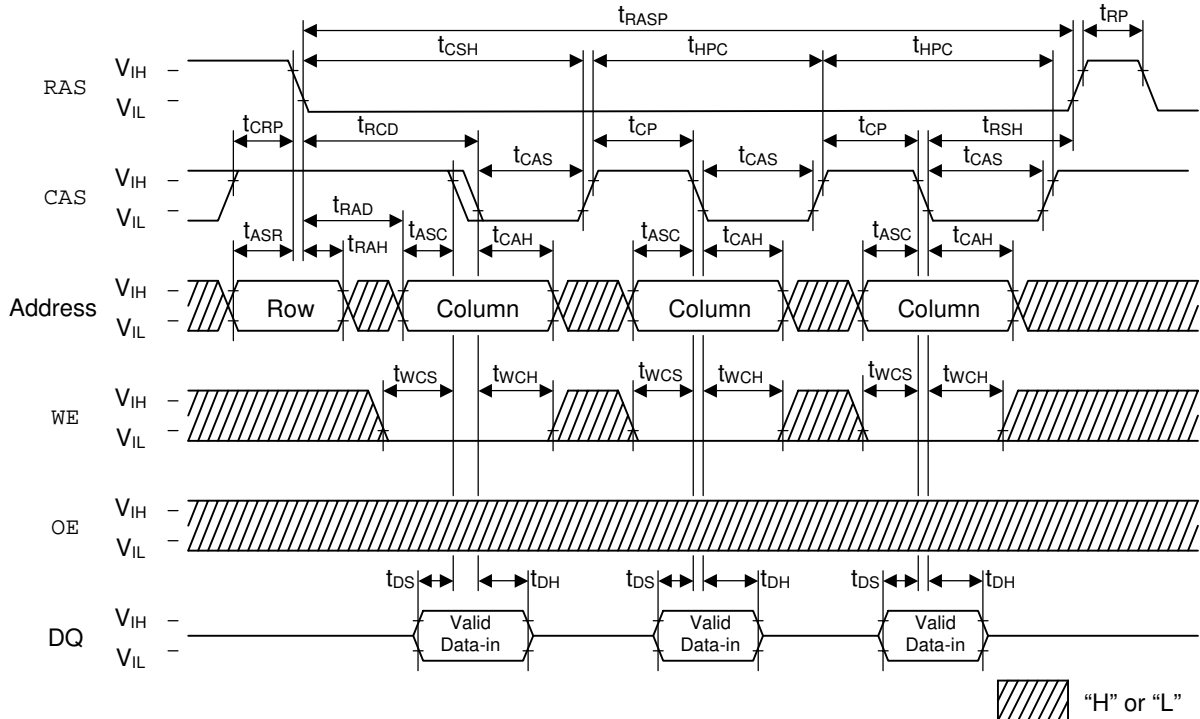 tRASP tRP
tCSH tHPC tHPC
RAS VIH
VIL
tCRP tRCD tCP tCP tRSH
tCAS tCAS tCAS
CAS VIH
VIL
tRAD
tASR tRAH tASC tCAH tASC tCAH tASC tCAH
Address VIH
VIL
Row Column Column Column
tWCS tWCH tWCS tWCH tWCS tWCH
WE VIH
VIL
OE VIH
VIL
tDS tDH tDS tDH tDS tDH
DQ VIH
VIL
Valid Data-in Valid Data-in Valid Data-in
“H” or “L”